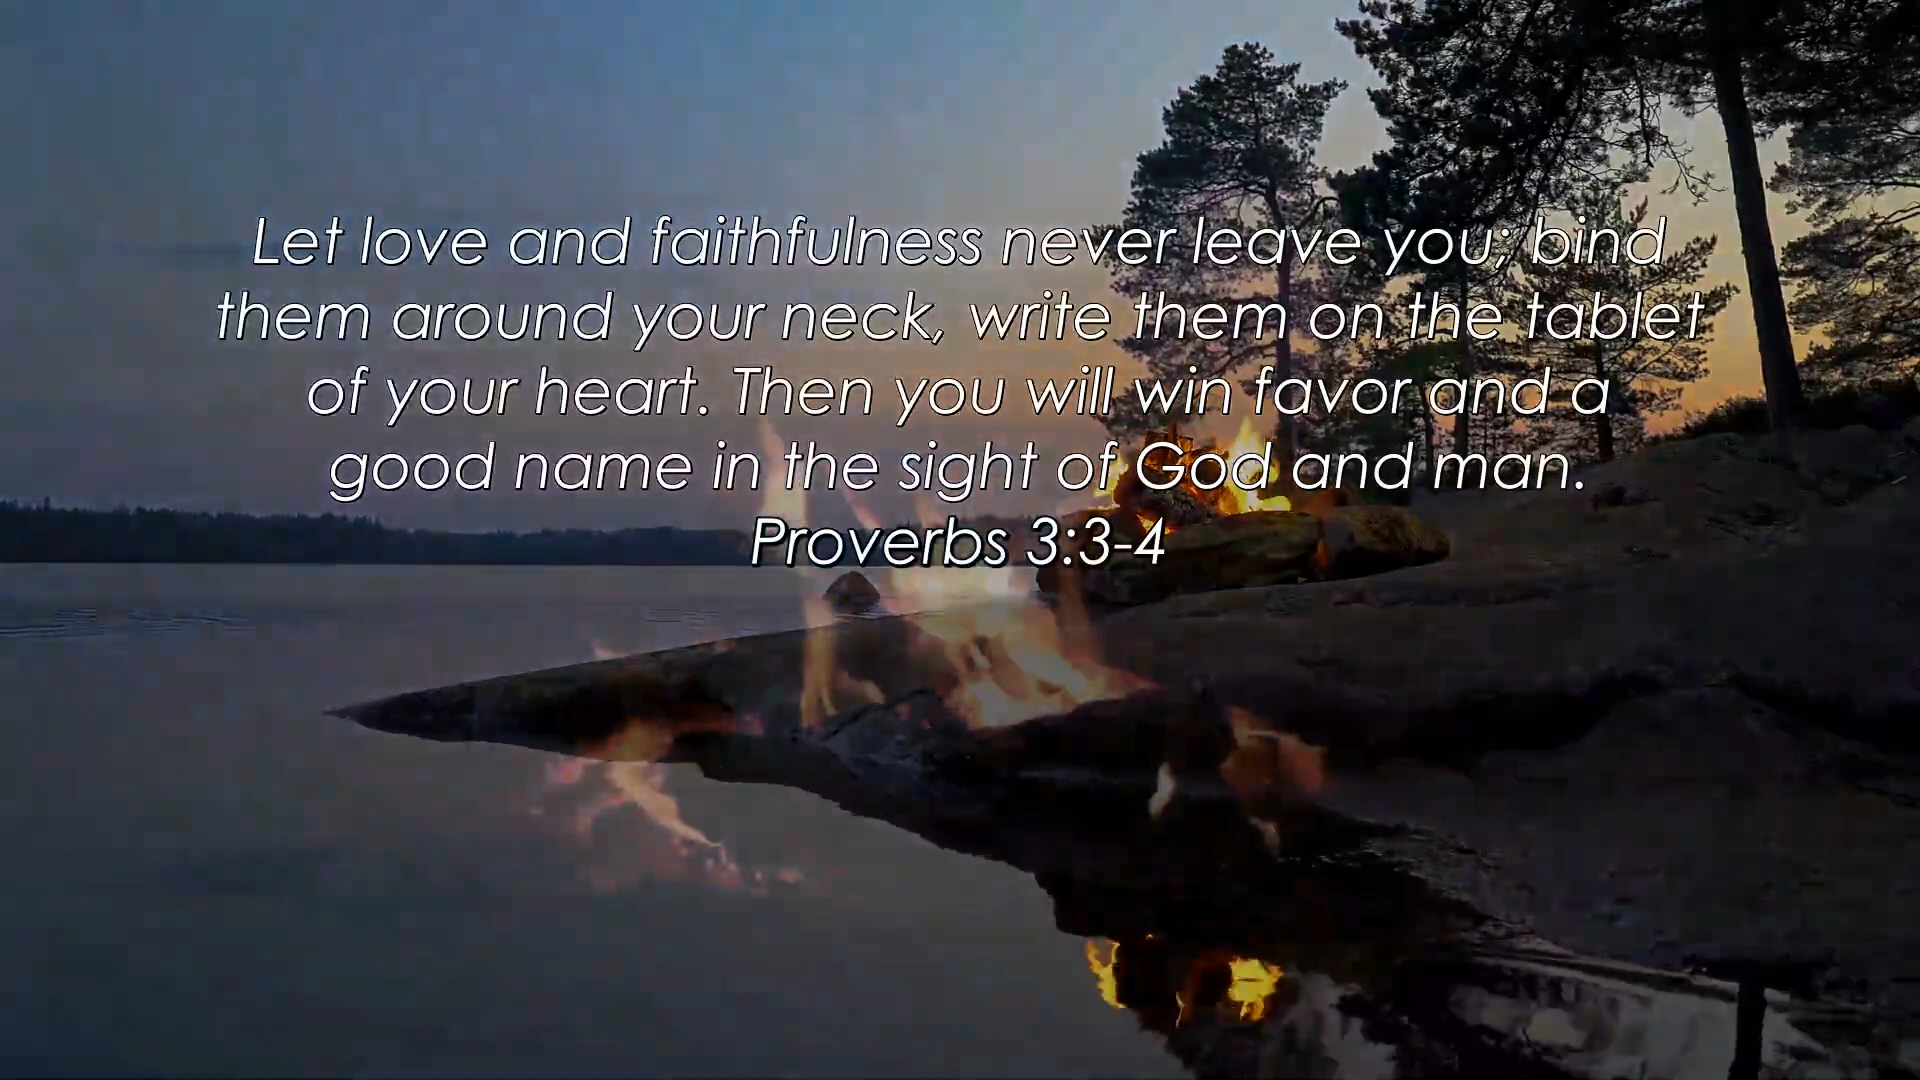 Let love and faithfulness never leave you; bind
them around your neck, write them on the tablet
of your heart. Then you will win favor and a
good name in the sight of God and man.
Proverbs 3:3-4